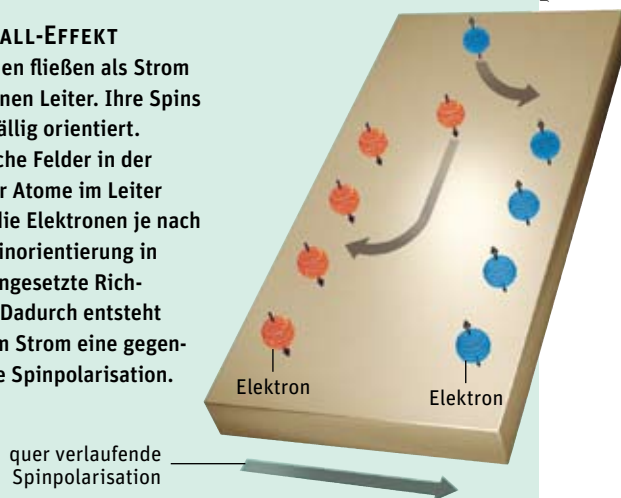 ALL-EFFEKT
en fließen als Strom
nen Leiter. Ihre Spins
ällig orientiert.
che Felder in der
r Atome im Leiter
die Elektronen je nach
inorientierung in
ngesetzte Rich-
Dadurch entsteht
m Strom eine gegen-
e Spinpolarisation.
Elektron
Elektron
quer verlaufende
Spinpolarisation